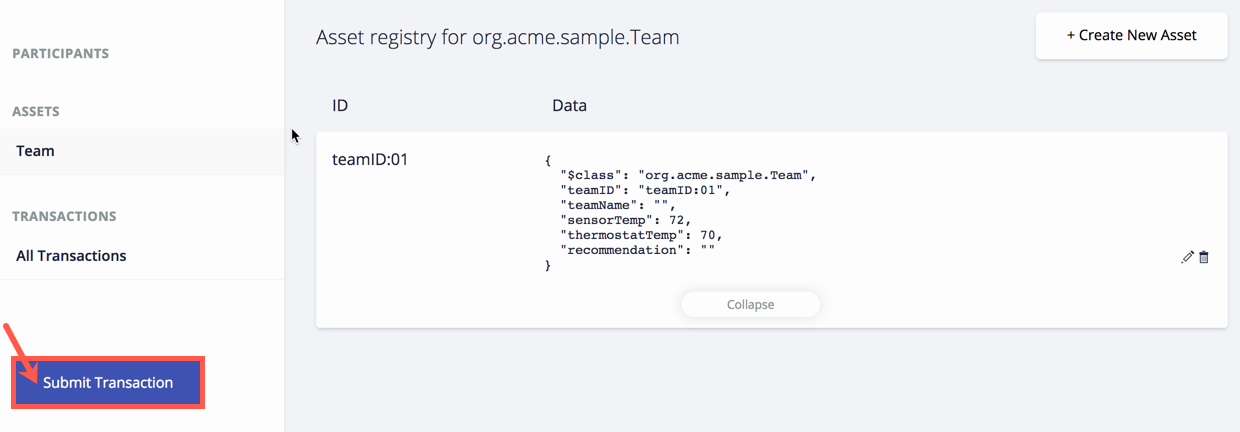 PARTICIPANTS
ASSETS
Team
TRANSACTIONS
All Transactions
Submit Transaction
Asset registry for org.acme.sample.Team
+ Create New Asset
ID Data
teamID:01
{
"$class": "org.acme.sample.Team",
"teamID": "teamID:01",
"teamName": "",
"sensorTemp": 72,
"thermostatTemp": 70,
"recommendation": ""
}
Collapse